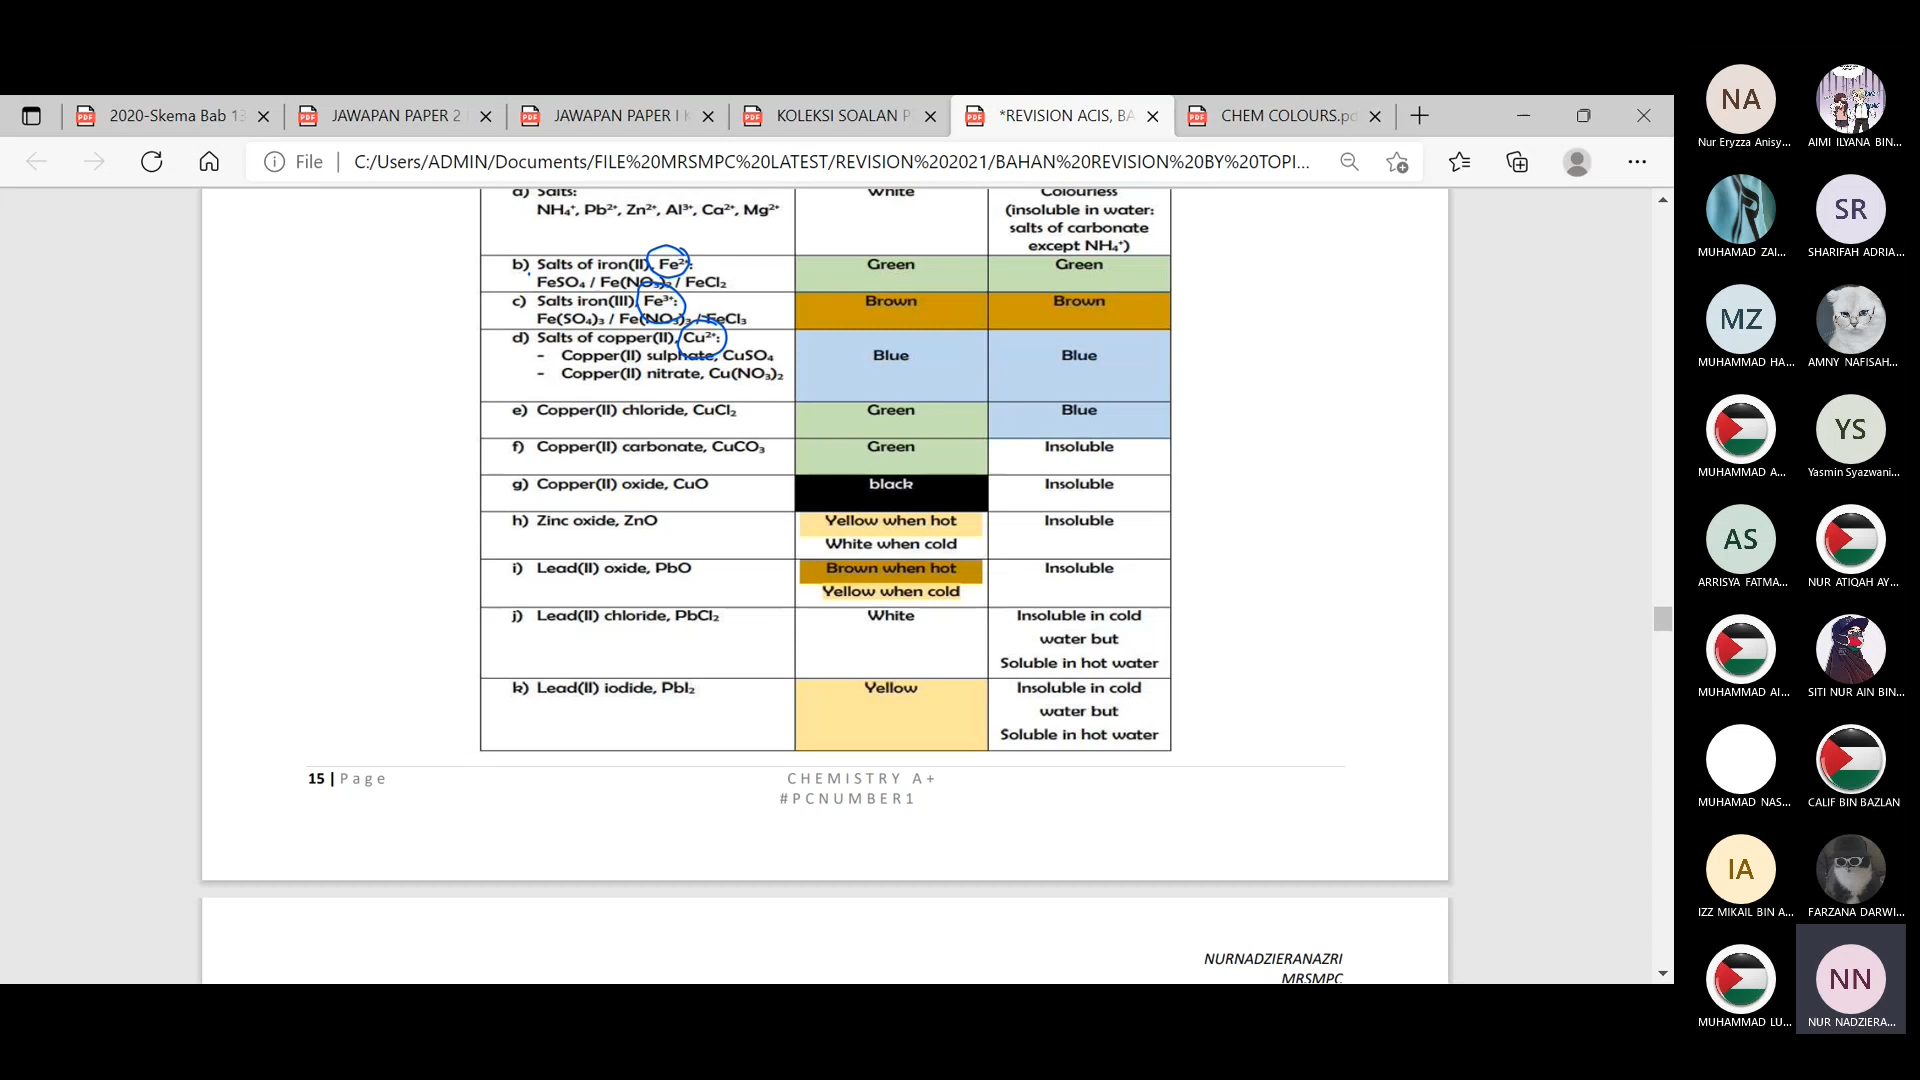 2020-Skema Bab 13
JAWAPAN PAPER 2
JAWAPAN PAPER I K
KOLEKSI SOALAN P
*REVISION ACIS, BA
CHEM COLOURS.pd
File
C:/Users/ADMIN/Documents/FILE%20MRSMPC%20LATEST/REVISION%202021/BAHAN%20REVISION%20BY%20TOPI...
a) Salts:
NH₄⁺, Pb²⁺, Zn²⁺, Al³⁺, Ca²⁺, Mg²⁺
White
Colourless
(insoluble in water:
salts of carbonate
except NH₄⁺)
b) Salts of iron(II), Fe²⁺:
FeSO₄ / Fe(NO₃)₂ / FeCl₂
Green
Green
c) Salts iron(III), Fe³⁺:
Fe(SO₄)₃ / Fe(NO₃)₃ / FeCl₃
Brown
Brown
d) Salts of copper(II), Cu²⁺:
- Copper(II) sulphate, CuSO₄
- Copper(II) nitrate, Cu(NO₃)₂
Blue
Blue
e) Copper(II) chloride, CuCl₂
Green
Blue
f) Copper(II) carbonate, CuCO₃
Green
Insoluble
g) Copper(II) oxide, CuO
black
Insoluble
h) Zinc oxide, ZnO
Yellow when hot
White when cold
Insoluble
i) Lead(II) oxide, PbO
Brown when hot
Yellow when cold
Insoluble
j) Lead(II) chloride, PbCl₂
White
Insoluble in cold
water but
Soluble in hot water
k) Lead(II) iodide, PbI₂
Yellow
Insoluble in cold
water but
Soluble in hot water
15 | Page
CHEMISTRY A+
#PCNUMBER1
NURNADZIERANAZRI
MRSMPC
NA
Nur Eryzza Anisy...
AIMI ILYANA BIN...
MUHAMAD ZAI...
SR
SHARIFAH ADRIA...
MZ
MUHAMMAD HA...
AMNY NAFISAH...
MUHAMMAD A...
YS
Yasmin Syazwani...
AS
ARRISYA FATMA...
NUR ATIQAH AY...
MUHAMMAD AI...
SITI NUR AIN BIN...
MUHAMAD NAS...
CALIF BIN BAZLAN
IA
IZZ MIKAIL BIN A...
FARZANA DARWI...
MUHAMMAD LU...
NN
NUR NADZIERA...